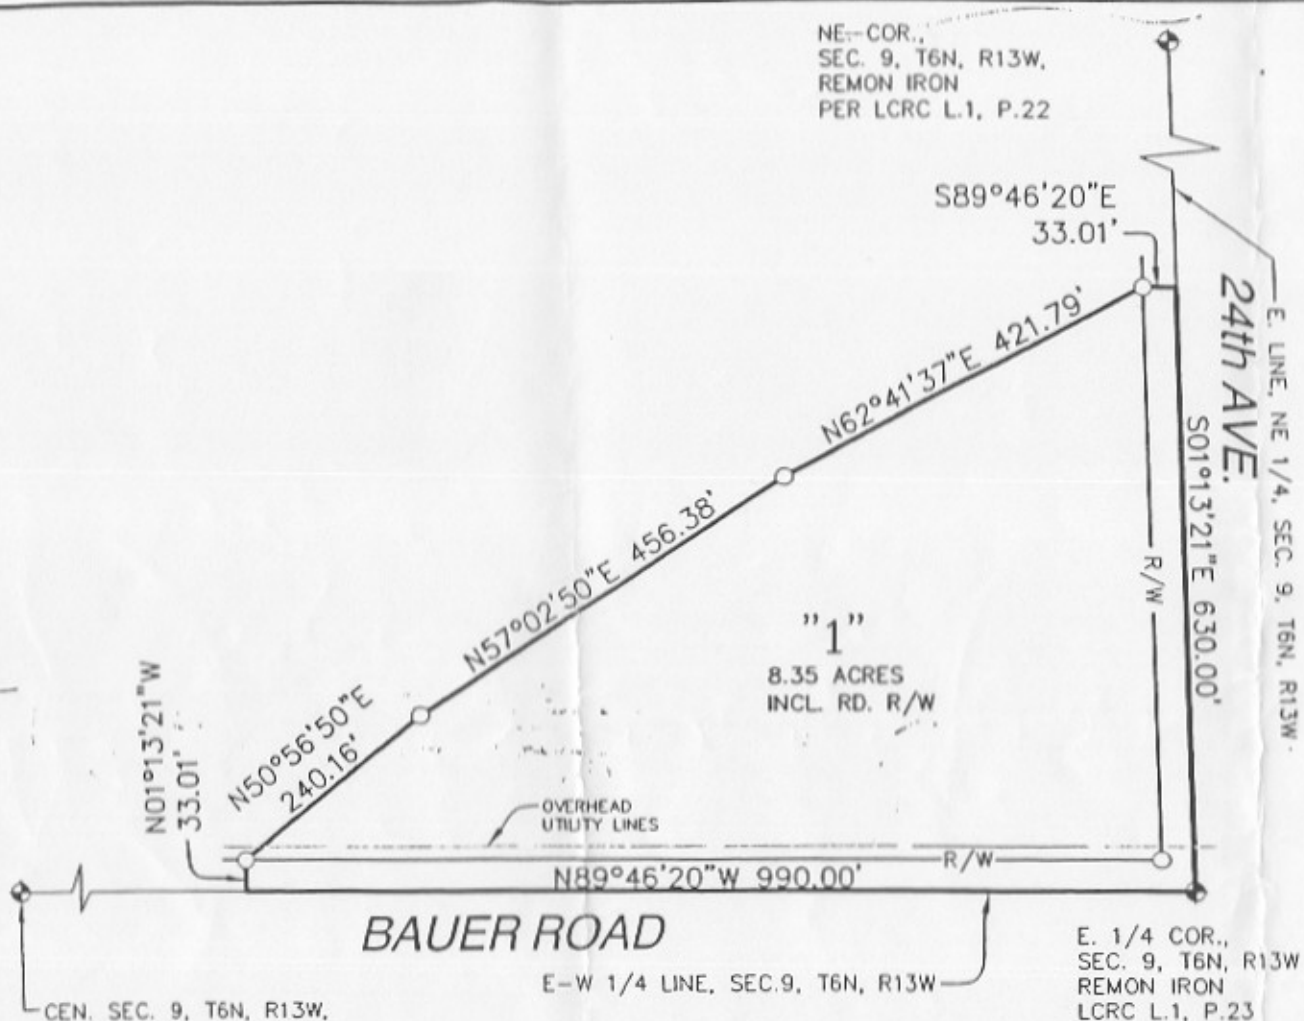 NE-COR.,
SEC. 9, T6N, R13W,
REMON IRON
PER LCRC L.1, P.22
S89°46'20"E
33.01'
E. LINE, NE 1/4, SEC. 9, T6N, R13W
24th AVE.
S01°13'21"E 630.00'
N62°41'37"E 421.79'
R/W
N57°02'50"E 456.38'
"1"
8.35 ACRES
INCL. RD. R/W
N01°13'21"W
33.01'
N50°56'50"E
240.16'
OVERHEAD
UTILITY LINES
R/W
N89°46'20"W 990.00'
BAUER ROAD
E-W 1/4 LINE, SEC.9, T6N, R13W
E. 1/4 COR.,
SEC. 9, T6N, R13W
REMON IRON
LCRC L.1, P.23
CEN. SEC. 9, T6N, R13W,